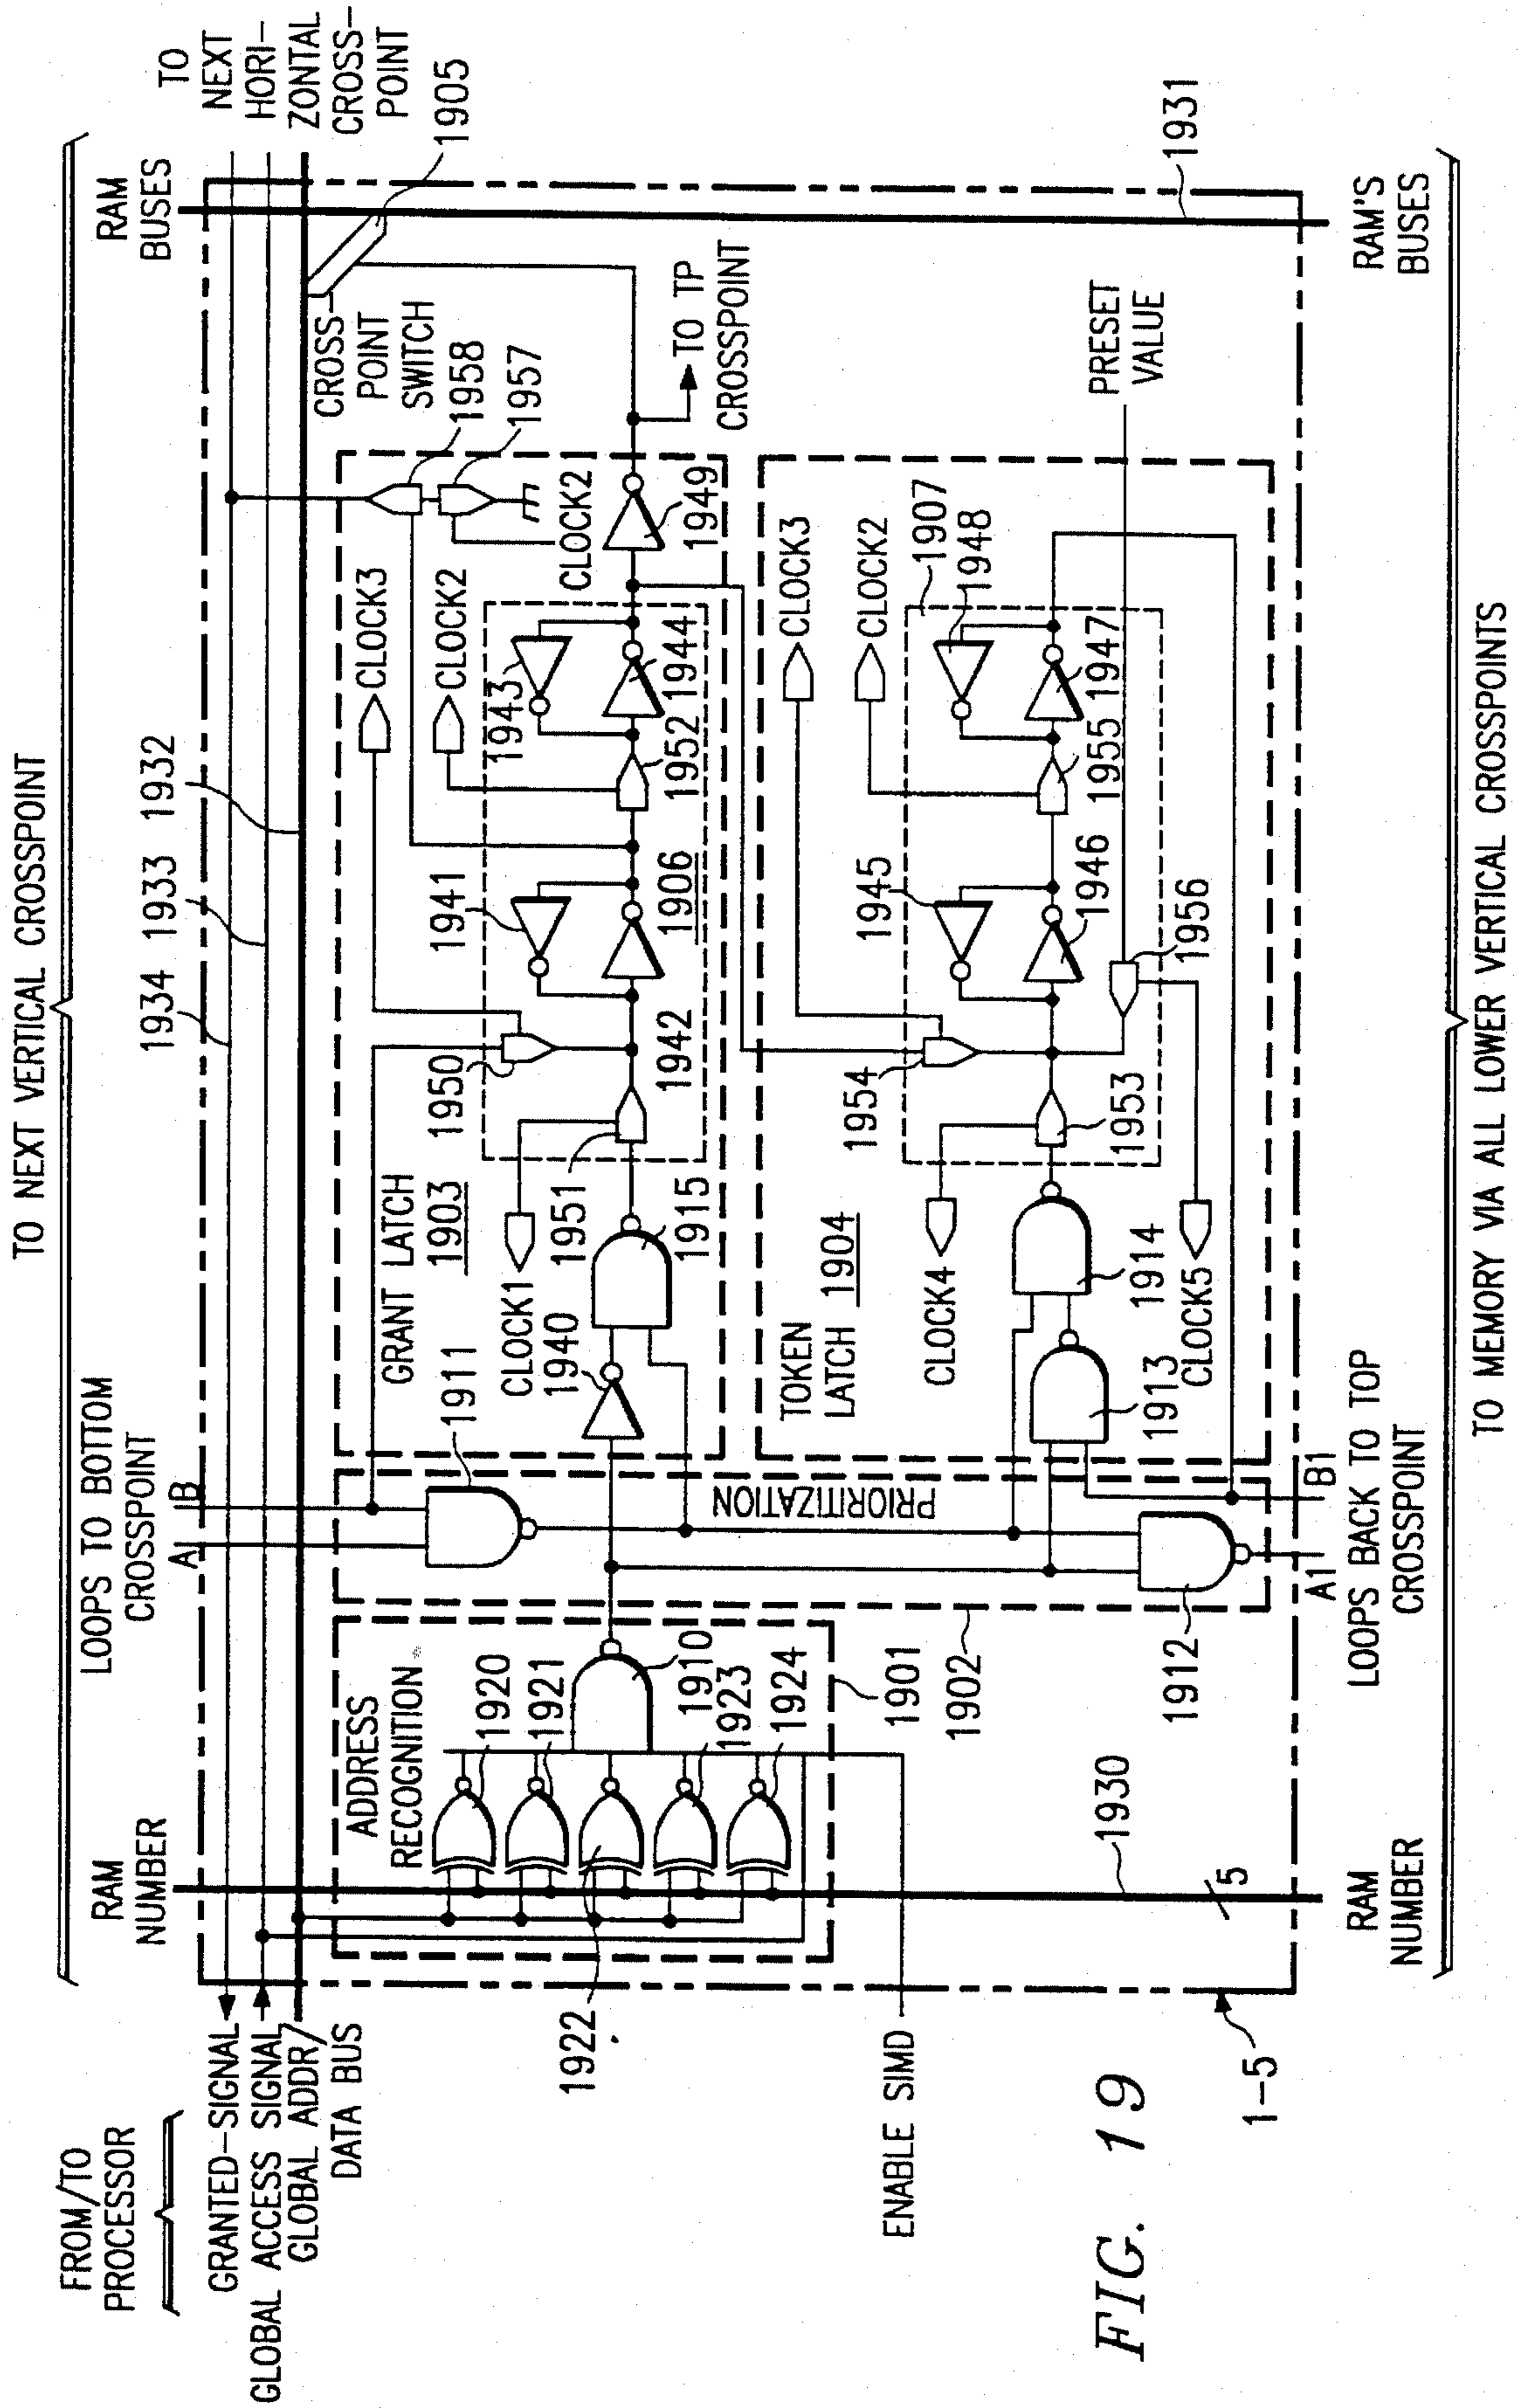 TO NEXT VERTICAL CROSSPOINT
FROM/TO
PROCESSOR
RAM
NUMBER
LOOPS TO BOTTOM
CROSSPOINT
A
B
RAM
BUSES
TO
NEXT
HORI-
ZONTAL
CROSS-
POINT
1934
1933
1932
1905
GRANTED-SIGNAL
GLOBAL ACCESS SIGNAL
GLOBAL ADDR/
DATA BUS
CROSS-
POINT
SWITCH
1958
1957
ADDRESS
RECOGNITION
1920
1921
1922
1910
1923
1924
1901
1902
1911
PRIORITIZATION
1912
GRANT LATCH
1903
CLOCK3
CLOCK2
CLOCK2
CLOCK1
1940
1915
1951
1950
1942
1941
1906
1943
1944
1952
1949
TO TP
CROSSPOINT
TOKEN
LATCH 1904
CLOCK3
CLOCK2
CLOCK4
CLOCK5
1913
1914
1953
1954
1956
1945
1946
1955
1947
1948
1907
PRESET
VALUE
1930
5
1931
ENABLE SIMD
1-5
RAM
NUMBER
A1
B1
LOOPS BACK TO TOP
CROSSPOINT
RAM'S
BUSES
TO MEMORY VIA ALL LOWER VERTICAL CROSSPOINTS
FIG. 19